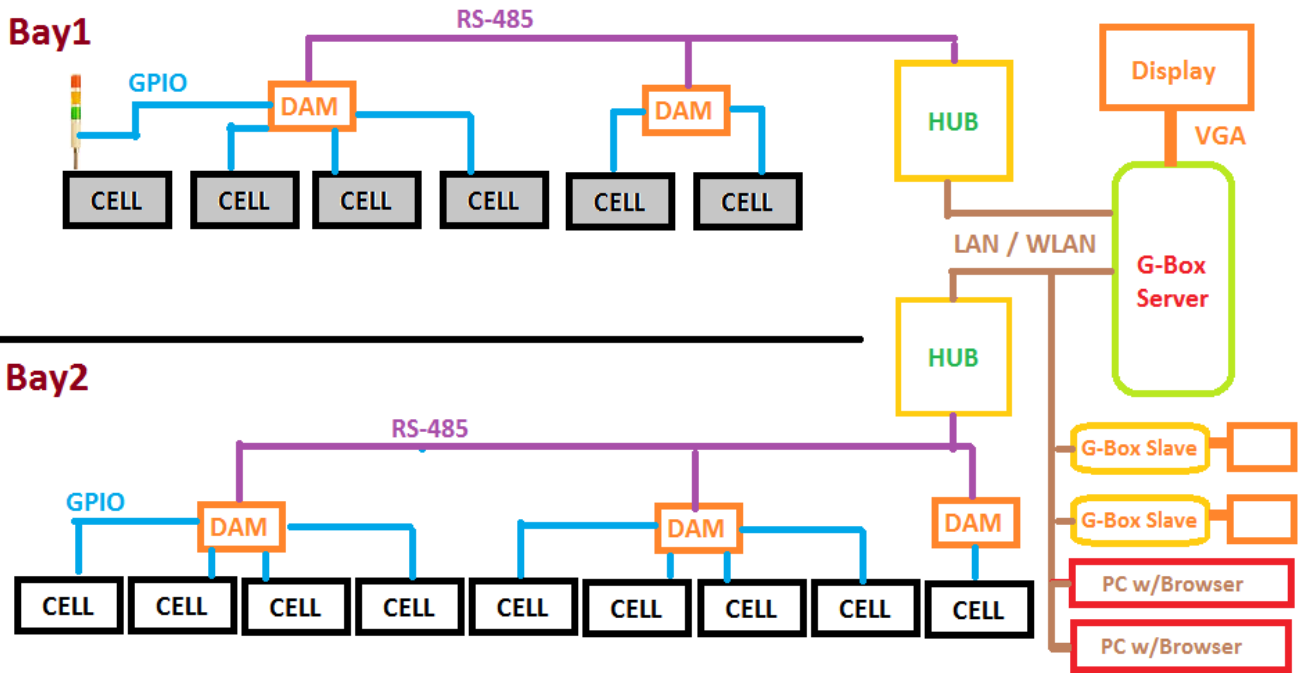 Bay1
RS-485
GPIO
DAM
DAM
HUB
Display
VGA
CELL
CELL
CELL
CELL
CELL
CELL
LAN / WLAN
G-Box
Server
Bay2
HUB
RS-485
GPIO
DAM
DAM
DAM
CELL
CELL
CELL
CELL
CELL
CELL
CELL
CELL
CELL
G-Box Slave
G-Box Slave
PC w/Browser
PC w/Browser